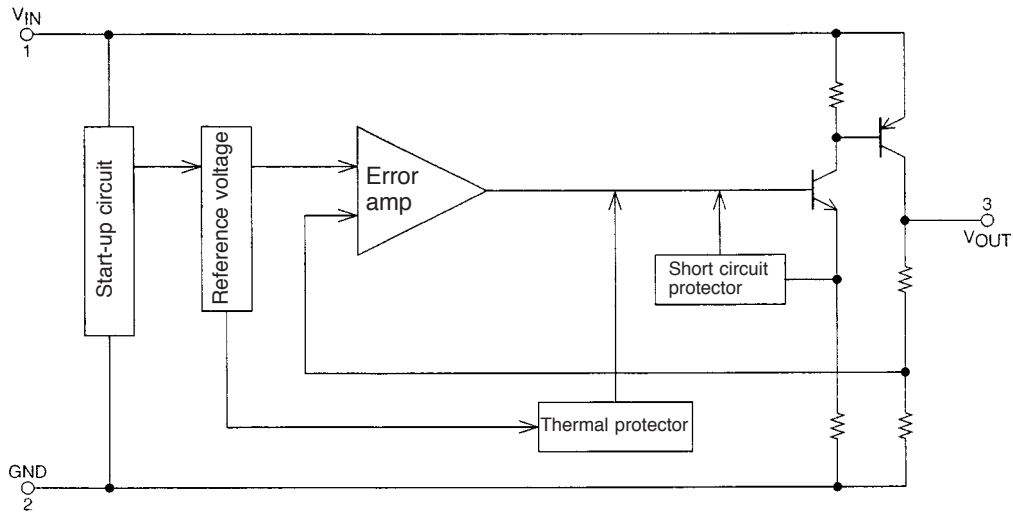 VIN
1
Start-up circuit
Reference voltage
Error
amp
Short circuit
protector
3
VOUT
Thermal protector
GND
2